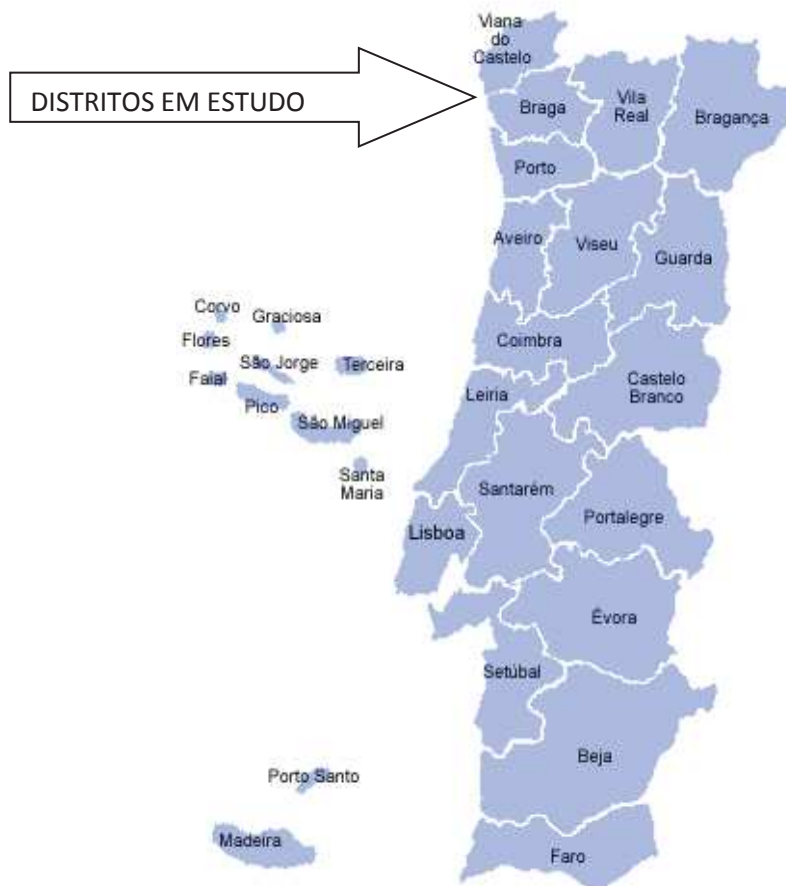 Viana
do
Castelo
DISTRITOS EM ESTUDO
Braga
Vila
Real
Bragança
Porto
Aveiro
Viseu
Guarda
Corvo
Graciosa
Flores
Coimbra
São Jorge
Terceira
Faial
Leiria
Castelo
Branco
Pico
São Miguel
Santa
Maria
Santarém
Portalegre
Lisboa
Évora
Setúbal
Beja
Porto Santo
Madeira
Faro